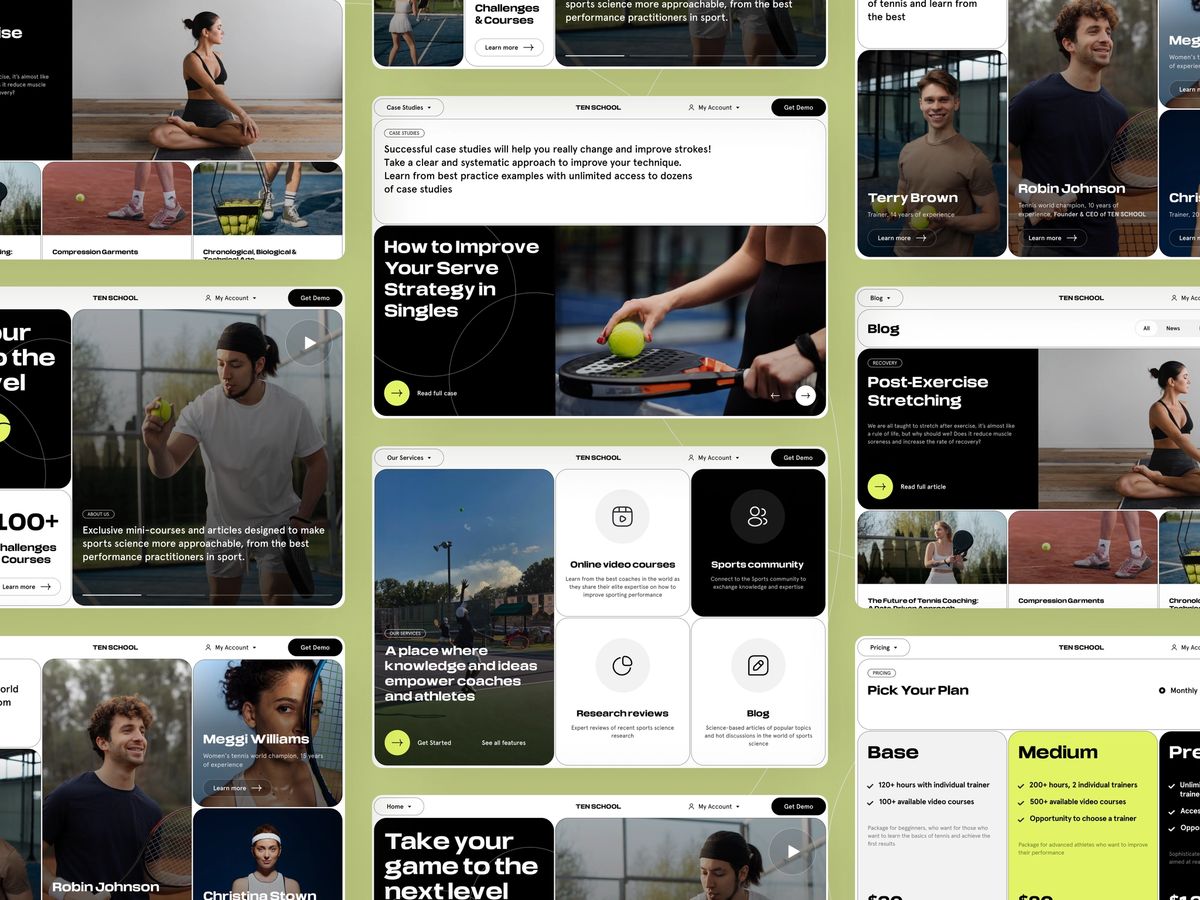 ise
cise, it's almost like
s it reduce muscle
overy?
ing:
Compression Garments
Chronological, Biological &
Technical Age
TEN SCHOOL
My Account
Get Demo
our
o the
vel
100+
hallenges
Courses
Learn more
ABOUT US
Exclusive mini-courses and articles designed to make
sports science more approachable, from the best
performance practitioners in sport.
TEN SCHOOL
My Account
Get Demo
orld
om
Robin Johnson
Meggi Williams
Women's tennis world champion, 15 years
of experience
Learn more
Christina Stown
Challenges
& Courses
Learn more
sports science more approachable, from the best
performance practitioners in sport.
Case Studies
TEN SCHOOL
My Account
Get Demo
CASE STUDIES
Successful case studies will help you really change and improve strokes!
Take a clear and systematic approach to improve your technique.
Learn from best practice examples with unlimited access to dozens
of case studies
How to Improve
Your Serve
Strategy in
Singles
Read full case
Our Services
TEN SCHOOL
My Account
Get Demo
OUR SERVICES
A place where
knowledge and ideas
empower coaches
and athletes
Get Started
See all features
Online video courses
Learn from the best coaches in the world as
they share their elite expertise on how to
improve sporting performance
Sports community
Connect to the Sports community to
exchange knowledge and expertise
Research reviews
Expert reviews of recent sports science
research
Blog
Science-based articles of popular topics
and hot discussions in the world of sports
science
Home
TEN SCHOOL
My Account
Get Demo
Take your
game to the
next level
of tennis and learn from
the best
Terry Brown
Trainer, 14 years of experience
Learn more
Robin Johnson
Tennis world champion, 10 years of
experience, Founder & CEO of TEN SCHOOL
Learn more
Meg
Women's t
of experien
Learn
Chris
Trainer, 20
Learn
Blog
TEN SCHOOL
My Acc
Blog
All
News
RECOVERY
Post-Exercise
Stretching
We are all taught to stretch after exercise, it's almost like
a rule of life, but why should we? Does it reduce muscle
soreness and increase the rate of recovery?
Read full article
The Future of Tennis Coaching:
A Data-Driven Approach
Compression Garments
Chronolo
Technic
Pricing
TEN SCHOOL
My Acc
PRICING
Pick Your Plan
Monthly
Base
120+ hours with individual trainer
100+ available video courses
Package for begginers, who want for those who
want to learn the basics of tennis and achieve the
first results
Medium
200+ hours, 2 individual trainers
500+ available video courses
Opportunity to choose a trainer
Package for advanced athletes who want to improve
their performance
Pre
Unlimi
traine
Acces
Oppo
Sophisticate
aimed at rea